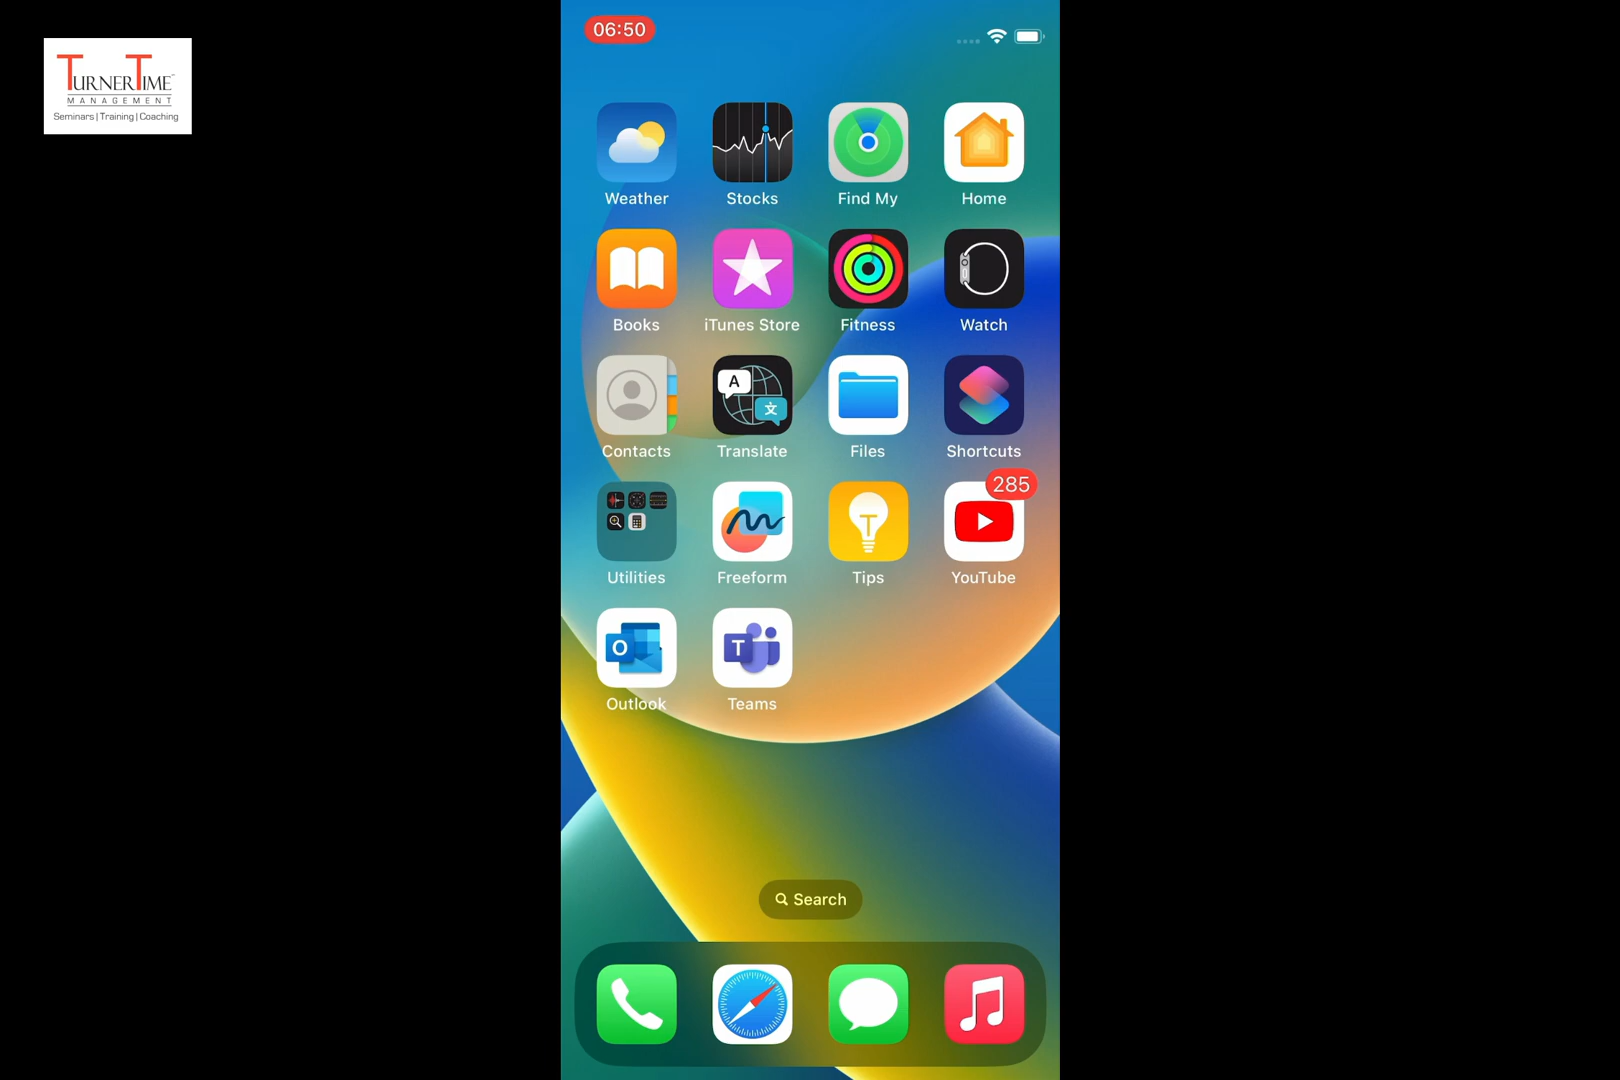 TURNERTIME
MANAGEMENT
Seminars | Training | Coaching
06:50
Weather
Stocks
Find My
Home
Books
iTunes Store
Fitness
Watch
Contacts
A
文
Translate
Files
Shortcuts
Utilities
Freeform
T
Tips
285
YouTube
O
Outlook
T
Teams
Search